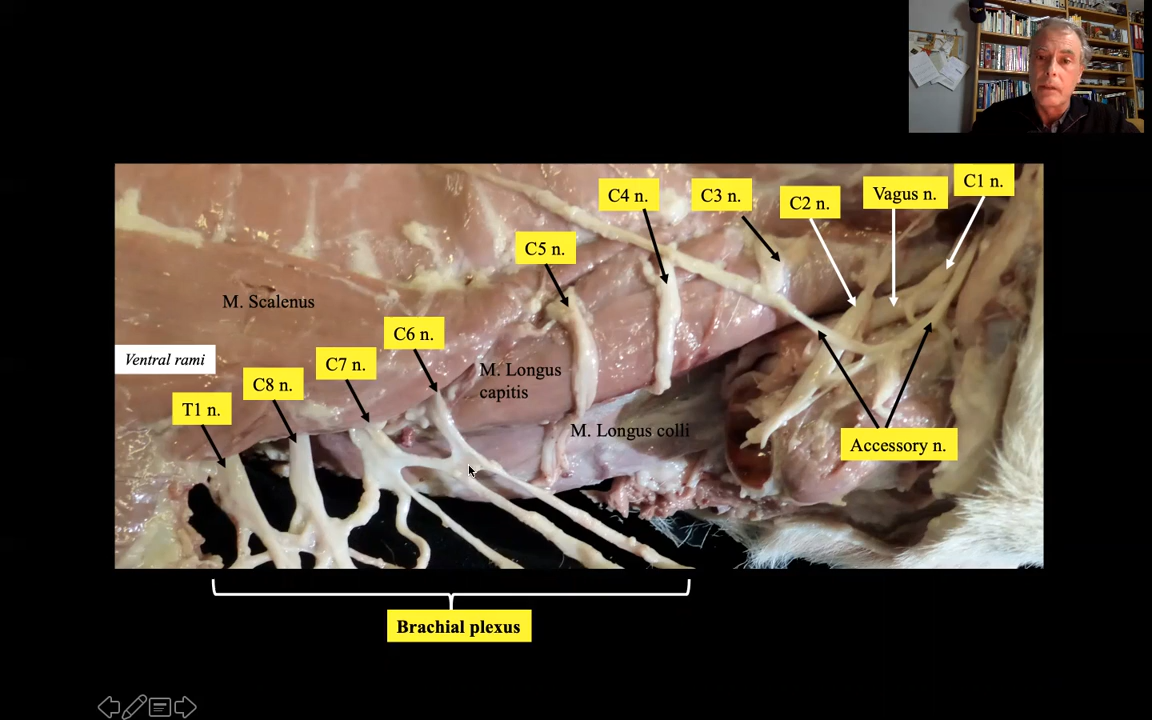 C1 n.
Vagus n.
C4 n.
C3 n.
C2 n.
C5 n.
M. Scalenus
C6 n.
Ventral rami
C7 n.
M. Longus
capitis
C8 n.
T1 n.
M. Longus colli
Accessory n.
Brachial plexus